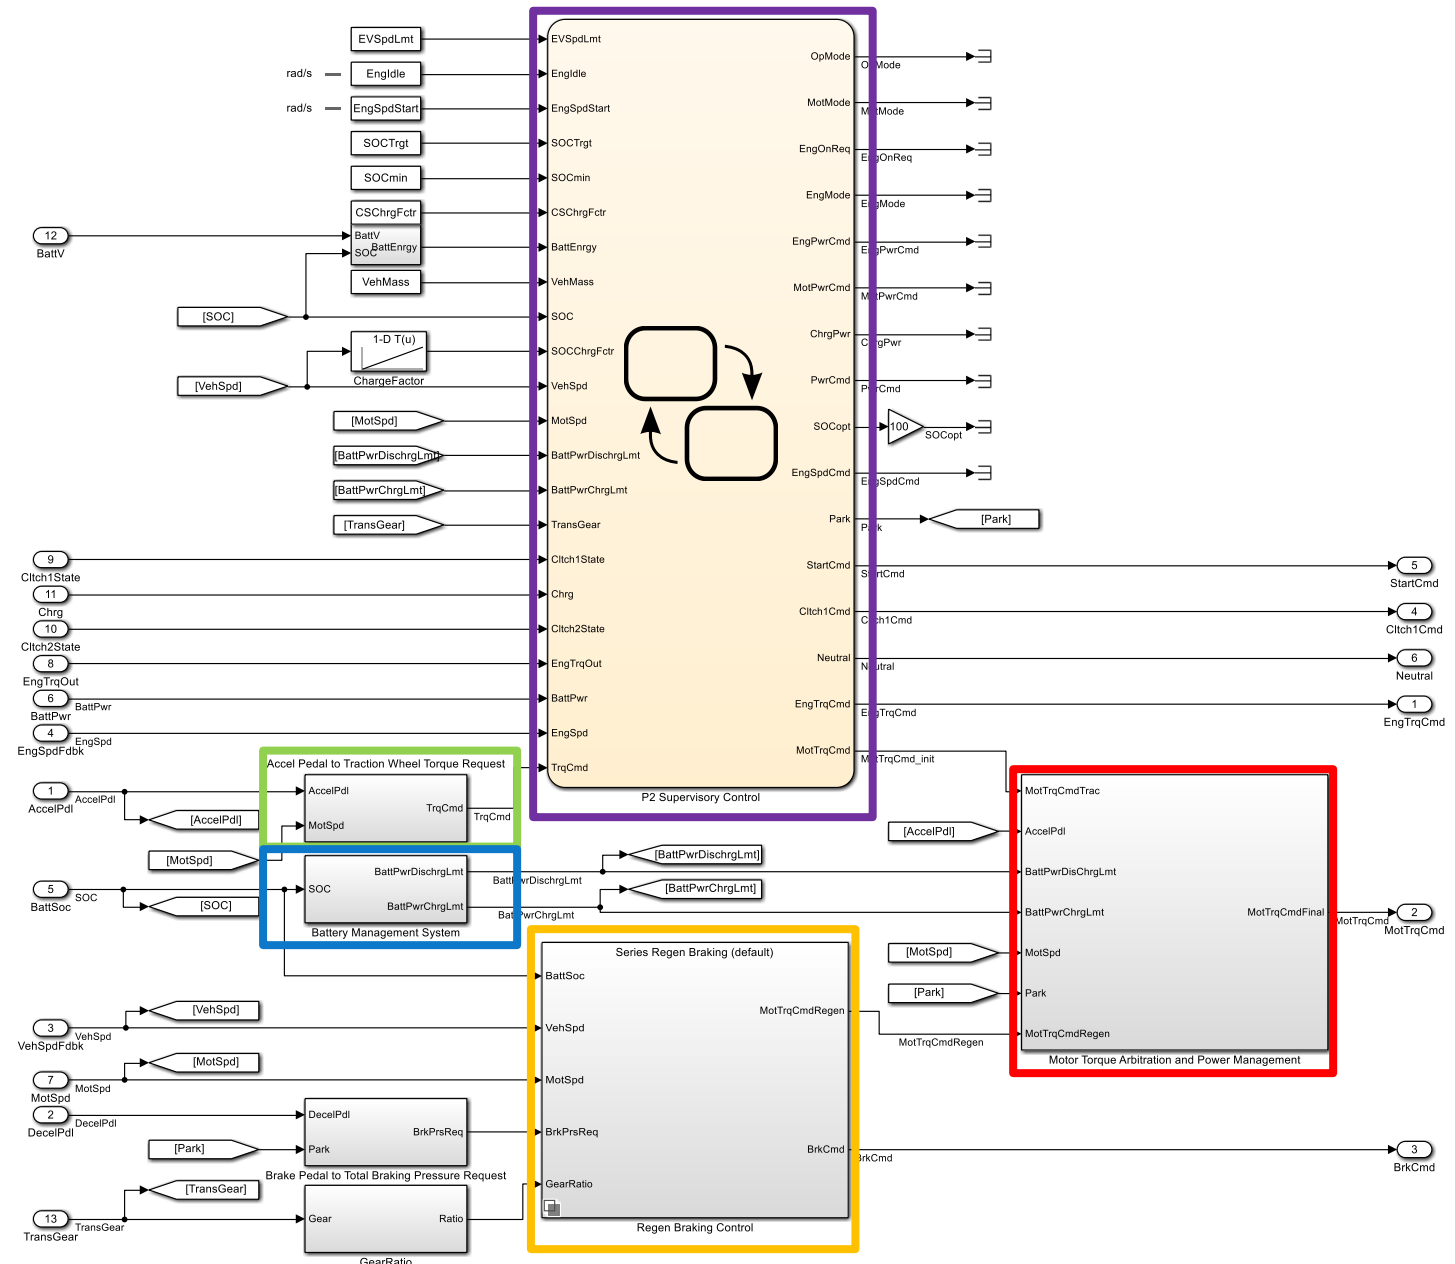 EVSpdLmt
EVSpdLmt
OpMode
OpMode
rad/s
EngIdle
EngIdle
MotMode
MotMode
rad/s
EngSpdStart
EngSpdStart
SOCTrgt
SOCTrgt
EngOnReq
EngOnReq
SOCmin
SOCmin
EngMode
EngMode
CSChrgFctr
CSChrgFctr
12
BattV
BattV
SOC
BattEnrgy
BattEnrgy
EngPwrCmd
EngPwrCmd
VehMass
VehMass
MotPwrCmd
MotPwrCmd
[SOC]
SOC
ChrgPwr
ChrgPwr
1-D T(u)
ChargeFactor
SOCChrgFctr
[VehSpd]
VehSpd
PwrCmd
PwrCmd
[MotSpd]
MotSpd
SOCopt
100
SOCopt
[BattPwrDischrgLmt]
BattPwrDischrgLmt
EngSpdCmd
EngSpdCmd
[BattPwrChrgLmt]
BattPwrChrgLmt
[TransGear]
TransGear
Park
Park
[Park]
9
Cltch1State
Cltch1State
StartCmd
StartCmd
5
StartCmd
11
Chrg
Chrg
Cltch1Cmd
Cltch1Cmd
4
Cltch1Cmd
10
Cltch2State
Cltch2State
8
EngTrqOut
EngTrqOut
Neutral
Neutral
6
Neutral
6
BattPwr
BattPwr
BattPwr
EngTrqCmd
EngTrqCmd
1
EngTrqCmd
4
EngSpdFdbk
EngSpd
EngSpd
MotTrqCmd
MotTrqCmd_init
TrqCmd
P2 Supervisory Control
Accel Pedal to Traction Wheel Torque Request
1
AccelPdl
AccelPdl
[AccelPdl]
[MotSpd]
AccelPdl
MotSpd
TrqCmd
TrqCmd
5
BattSoc
SOC
[SOC]
SOC
BattPwrDischrgLmt
BattPwrChrgLmt
Battery Management System
BattPwrDischrgLmt
BattPwrChrgLmt
[BattPwrDischrgLmt]
[BattPwrChrgLmt]
MotTrqCmdTrac
[AccelPdl]
AccelPdl
BattPwrDisChrgLmt
BattPwrChrgLmt
[MotSpd]
MotSpd
[Park]
Park
MotTrqCmdRegen
MotTrqCmdFinal
Motor Torque Arbitration and Power Management
MotTrqCmd
2
MotTrqCmd
Series Regen Braking (default)
BattSoc
VehSpd
MotSpd
BrkPrsReq
GearRatio
MotTrqCmdRegen
MotTrqCmdRegen
BrkCmd
BrkCmd
Regen Braking Control
3
BrkCmd
[VehSpd]
3
VehSpdFdbk
VehSpd
[MotSpd]
7
MotSpd
MotSpd
2
DecelPdl
DecelPdl
[Park]
DecelPdl
Park
BrkPrsReq
Brake Pedal to Total Braking Pressure Request
[TransGear]
13
TransGear
TransGear
Gear
Ratio
GearRatio